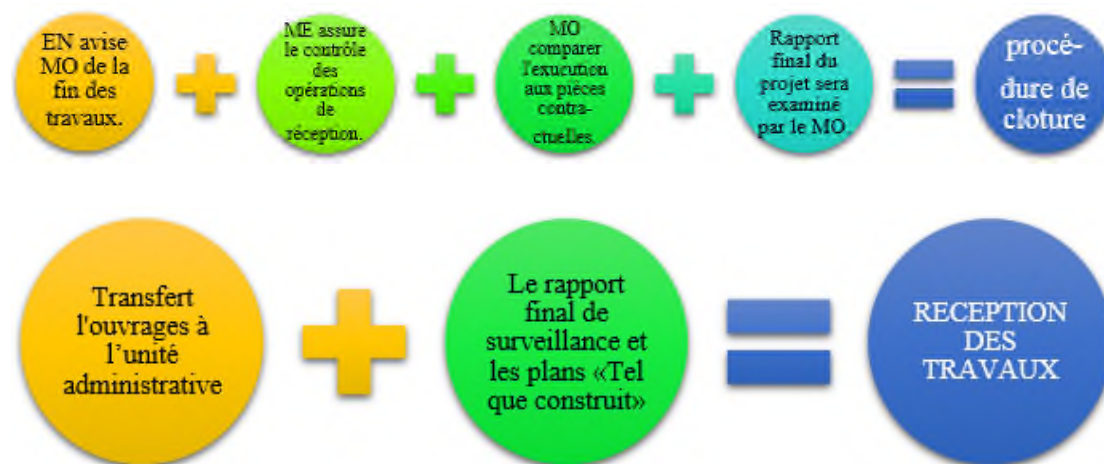 EN avise
MO de la
fin des
travaux.
ME assure
le contrôle
des
opérations
de
réception.
MO
comparer
l'exucution
aux pièces
contra-
ctuelles.
Rapport
final du
projet sera
examiné
par le MO.
procé-
dure de
cloture
Transfert
l'ouvrages à
l’unité
administrative
Le rapport
final de
surveillance et
les plans «Tel
que construit»
RECEPTION
DES
TRAVAUX